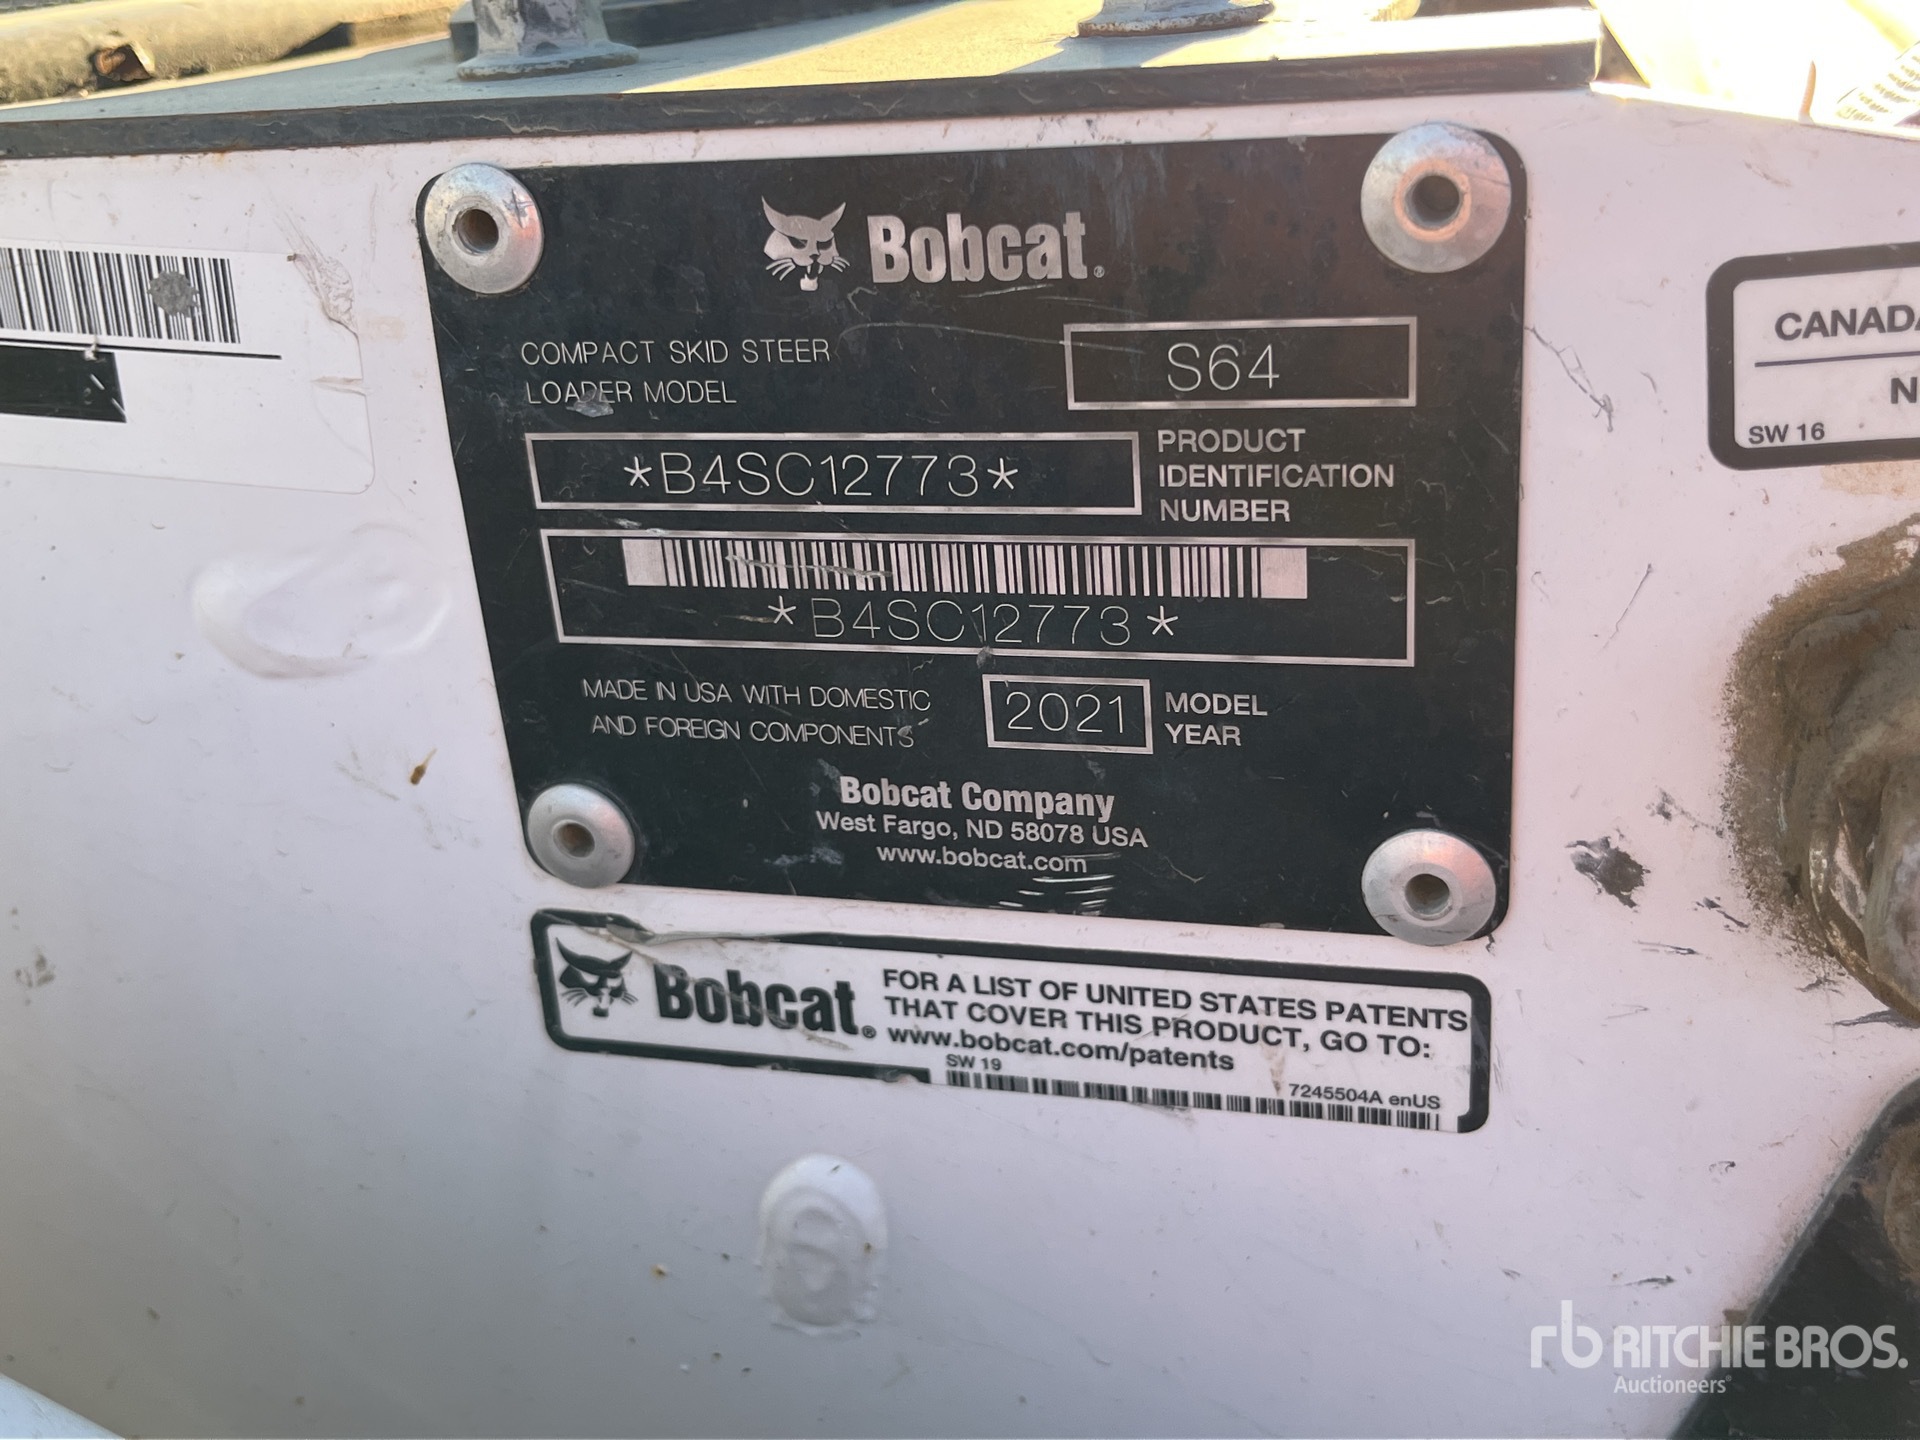 Bobcat®
COMPACT SKID STEER
LOADER MODEL
S64
*B4SC12773*
PRODUCT
IDENTIFICATION
NUMBER
*B4SC12773*
MADE IN USA WITH DOMESTIC
AND FOREIGN COMPONENTS
2021
MODEL
YEAR
Bobcat Company
West Fargo, ND 58078 USA
www.bobcat.com
Bobcat®
FOR A LIST OF UNITED STATES PATENTS
THAT COVER THIS PRODUCT, GO TO:
www.bobcat.com/patents
SW 19
7245504A enUS
CANADA
N
SW 16
rb RITCHIE BROS.
Auctioneers